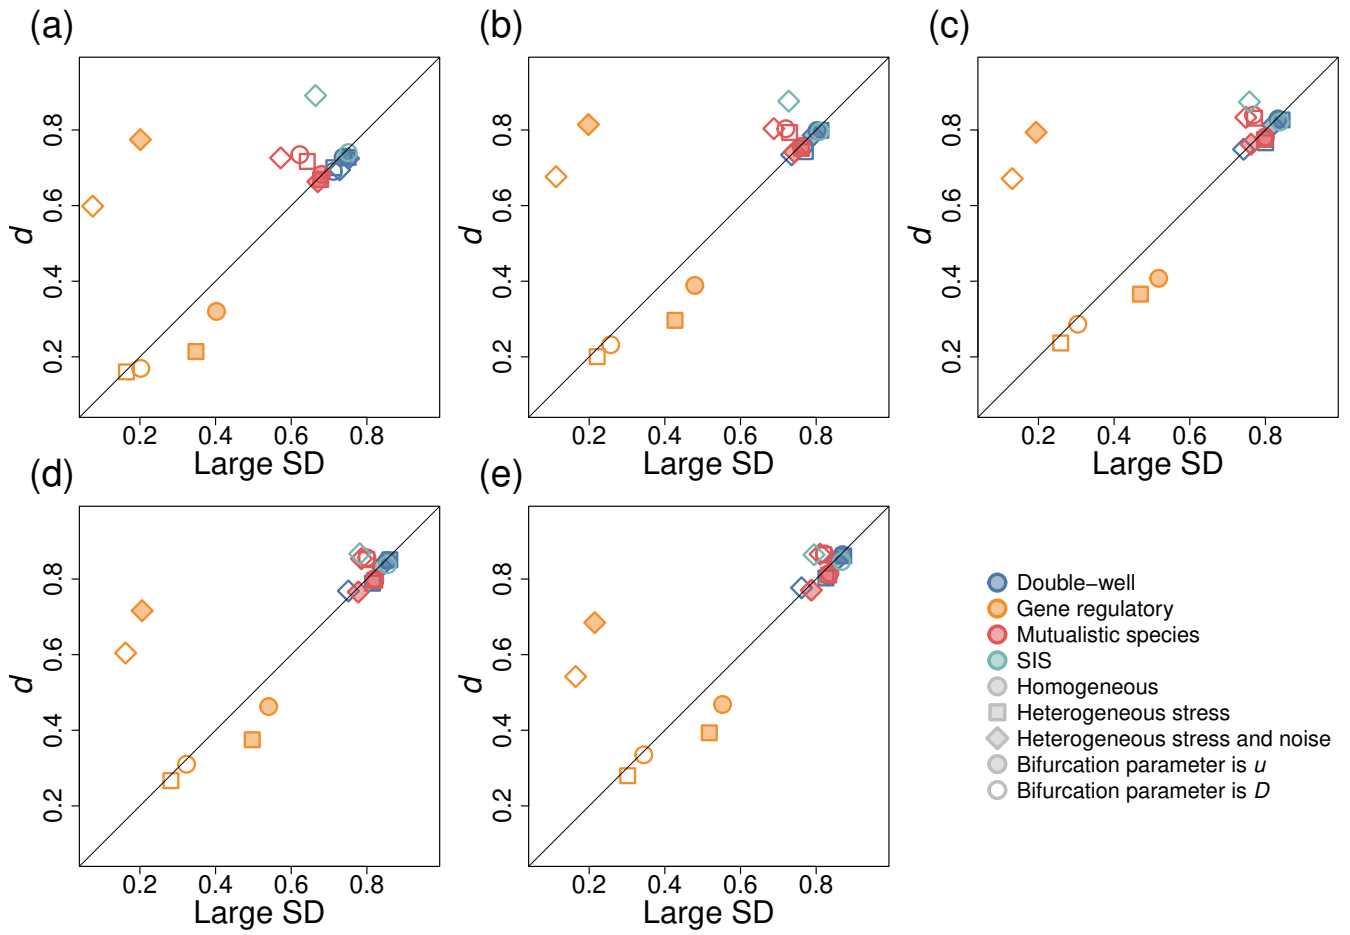 (a)
(b)
(c)
0.2 0.4 0.6 0.8
d
0.2 0.4 0.6 0.8
Large SD
0.2 0.4 0.6 0.8
d
0.2 0.4 0.6 0.8
Large SD
0.2 0.4 0.6 0.8
d
0.2 0.4 0.6 0.8
Large SD
(d)
(e)
0.2 0.4 0.6 0.8
d
0.2 0.4 0.6 0.8
Large SD
0.2 0.4 0.6 0.8
d
0.2 0.4 0.6 0.8
Large SD
Double−well
Gene regulatory
Mutualistic species
SIS
Homogeneous
Heterogeneous stress
Heterogeneous stress and noise
Bifurcation parameter is u
Bifurcation parameter is D